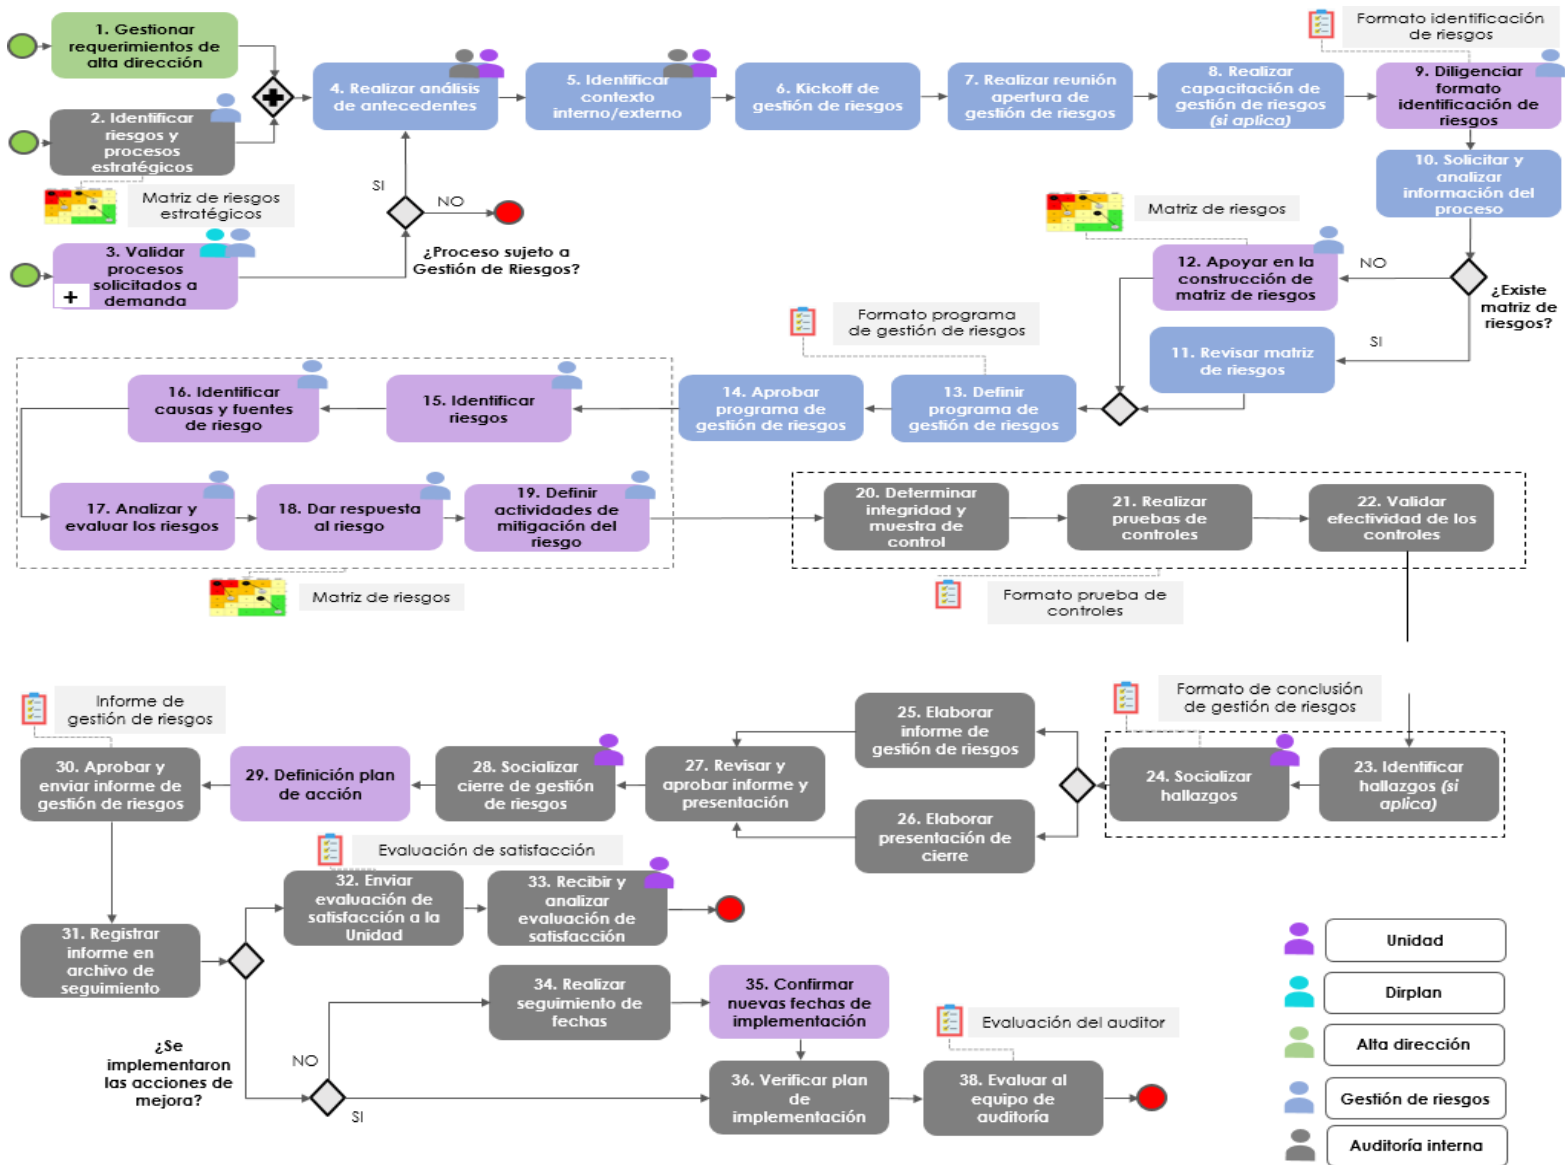 1. Gestionar
requerimientos de
alta dirección
2. Identificar
riesgos y
procesos
estratégicos
Matriz de riesgos
estratégicos
3. Validar
procesos
solicitados a
demanda
4. Realizar análisis
de antecedentes
SI
NO
¿Proceso sujeto a
Gestión de Riesgos?
5. Identificar
contexto
interno/externo
6. Kickoff de
gestión de riesgos
7. Realizar reunión
apertura de
gestión de riesgos
8. Realizar
capacitación de
gestión de riesgos
(si aplica)
Formato identificación
de riesgos
9. Diligenciar
formato
identificación de
riesgos
10. Solicitar y
analizar
información del
proceso
Matriz de riesgos
12. Apoyar en la
construcción de
matriz de riesgos
NO
¿Existe
matriz de
riesgos?
SI
11. Revisar matriz
de riesgos
Formato programa
de gestión de riesgos
13. Definir
programa de
gestión de riesgos
14. Aprobar
programa de
gestión de riesgos
15. Identificar
riesgos
16. Identificar
causas y fuentes
de riesgo
17. Analizar y
evaluar los riesgos
18. Dar respuesta
al riesgo
19. Definir
actividades de
mitigación del
riesgo
Matriz de riesgos
20. Determinar
integridad y
muestra de
control
21. Realizar
pruebas de
controles
22. Validar
efectividad de los
controles
Formato prueba de
controles
Formato de conclusión
de gestión de riesgos
23. Identificar
hallazgos (si
aplica)
24. Socializar
hallazgos
25. Elaborar
informe de
gestión de riesgos
26. Elaborar
presentación de
cierre
27. Revisar y
aprobar informe y
presentación
28. Socializar
cierre de gestión
de riesgos
29. Definición plan
de acción
Informe de
gestión de riesgos
30. Aprobar y
enviar informe de
gestión de riesgos
31. Registrar
informe en
archivo de
seguimiento
Evaluación de satisfacción
32. Enviar
evaluación de
satisfacción a la
Unidad
33. Recibir y
analizar
evaluación de
satisfacción
¿Se
implementaron
las acciones de
mejora?
NO
SI
34. Realizar
seguimiento de
fechas
35. Confirmar
nuevas fechas de
implementación
36. Verificar plan
de
implementación
Evaluación del auditor
38. Evaluar al
equipo de
auditoría
Unidad
Dirplan
Alta dirección
Gestión de riesgos
Auditoría interna